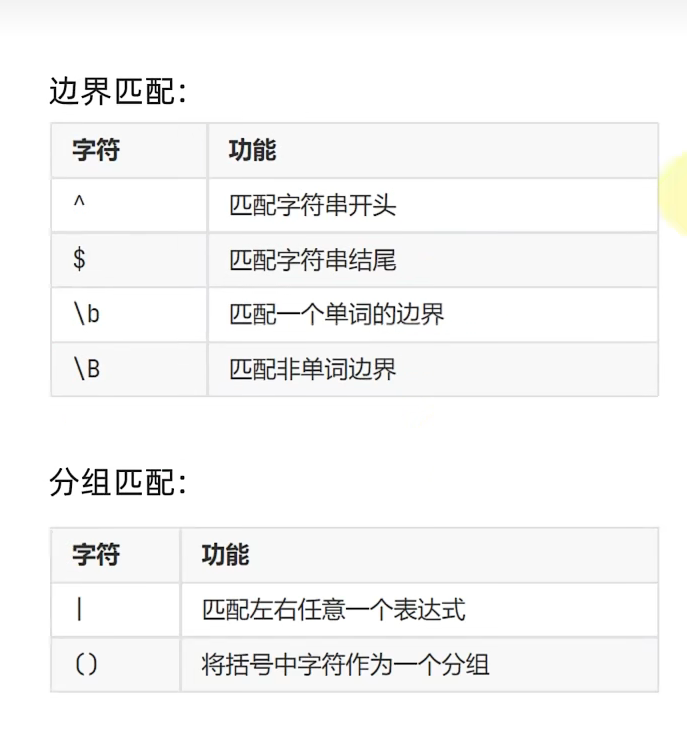 边界匹配：
字符 功能
^ 匹配字符串开头
$ 匹配字符串结尾
\b 匹配一个单词的边界
\B 匹配非单词边界
分组匹配：
字符 功能
| 匹配左右任意一个表达式
() 将括号中字符作为一个分组